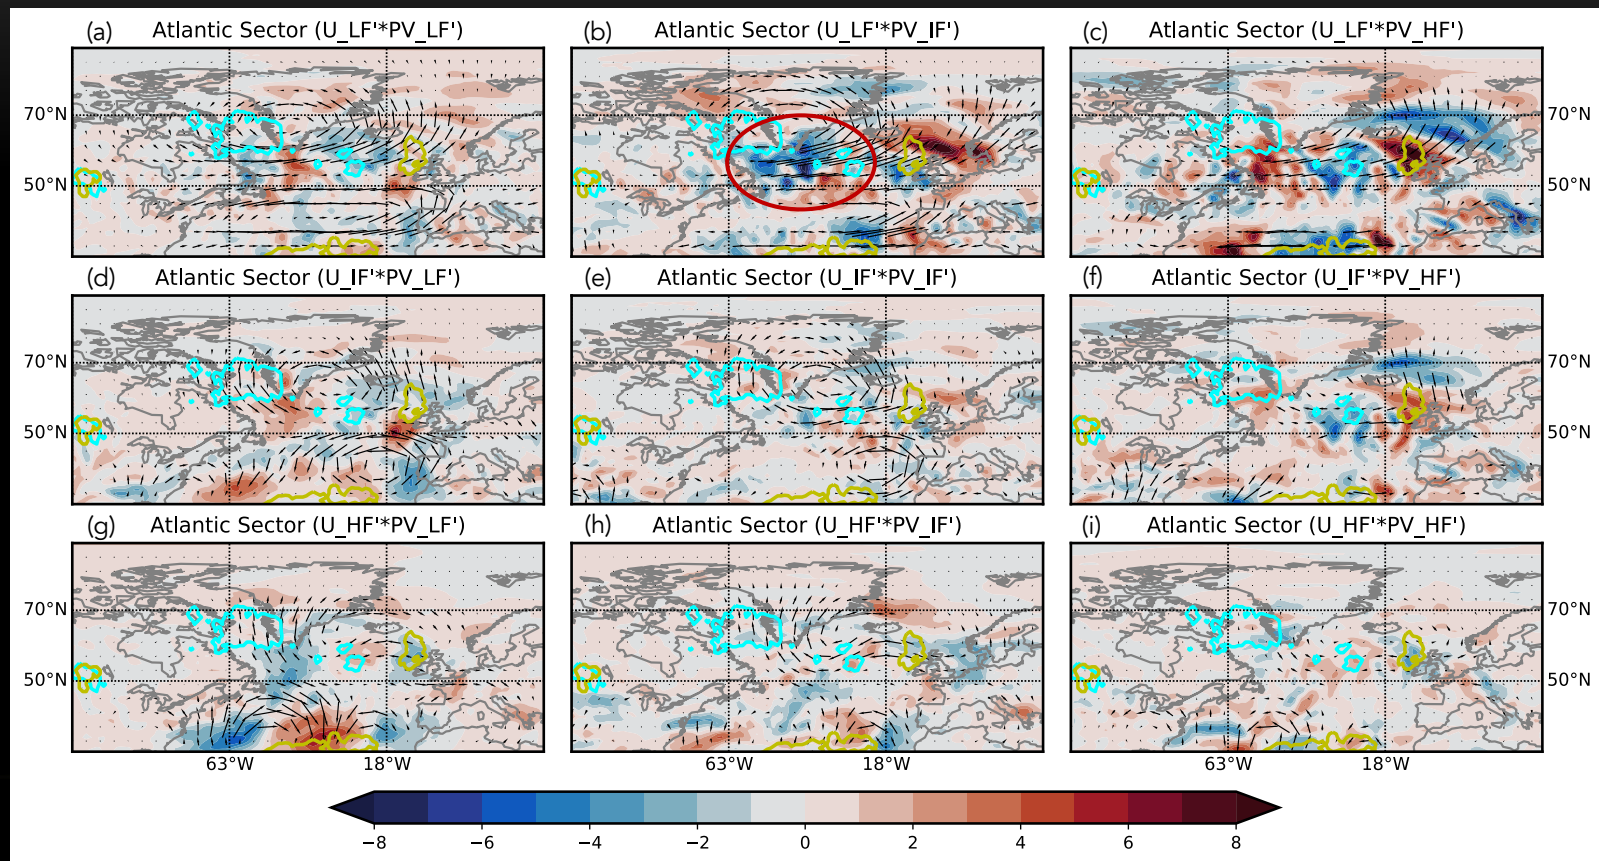 (a) Atlantic Sector (U_LF'*PV_LF')
(b) Atlantic Sector (U_LF'*PV_IF')
(c) Atlantic Sector (U_LF'*PV_HF')
70°N
50°N
70°N
50°N
(d) Atlantic Sector (U_IF'*PV_LF')
(e) Atlantic Sector (U_IF'*PV_IF')
(f) Atlantic Sector (U_IF'*PV_HF')
70°N
50°N
70°N
50°N
(g) Atlantic Sector (U_HF'*PV_LF')
(h) Atlantic Sector (U_HF'*PV_IF')
(i) Atlantic Sector (U_HF'*PV_HF')
70°N
50°N
70°N
50°N
63°W 18°W
63°W 18°W
63°W 18°W
−8 −6 −4 −2 0 2 4 6 8